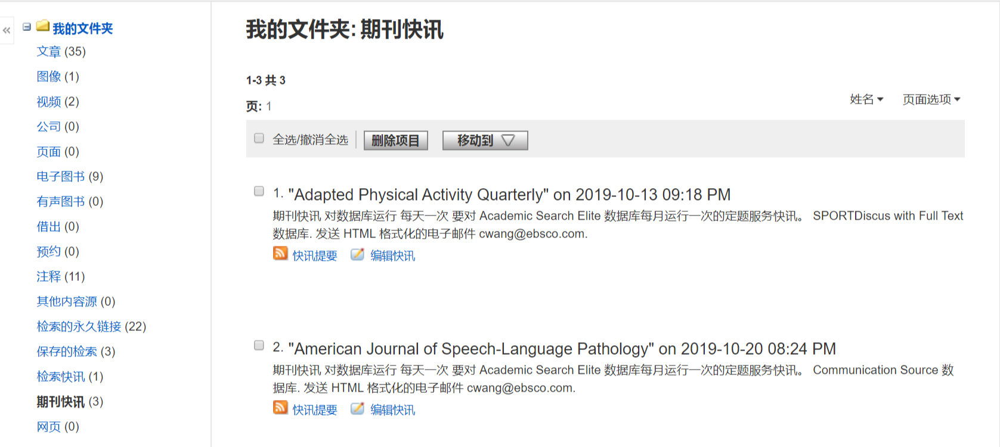 «
我的文件夹
文章 (35)
图像 (1)
视频 (2)
公司 (0)
页面 (0)
电子图书 (9)
有声图书 (0)
借出 (0)
预约 (0)
注释 (11)
其他内容源 (0)
检索的永久链接 (22)
保存的检索 (3)
检索快讯 (1)
期刊快讯 (3)
网页 (0)
我的文件夹: 期刊快讯
1-3 共 3
页: 1
姓名 页面选项
全选/撤消全选 删除项目 移动到
1. "Adapted Physical Activity Quarterly" on 2019-10-13 09:18 PM
期刊快讯 对数据库运行 每天一次 要对 Academic Search Elite 数据库每月运行一次的定题服务快讯。 SPORTDiscus with Full Text
数据库. 发送 HTML 格式化的电子邮件 cwang@ebsco.com.
快讯提要 编辑快讯
2. "American Journal of Speech-Language Pathology" on 2019-10-20 08:24 PM
期刊快讯 对数据库运行 每天一次 要对 Academic Search Elite 数据库每月运行一次的定题服务快讯。 Communication Source 数
据库. 发送 HTML 格式化的电子邮件 cwang@ebsco.com.
快讯提要 编辑快讯